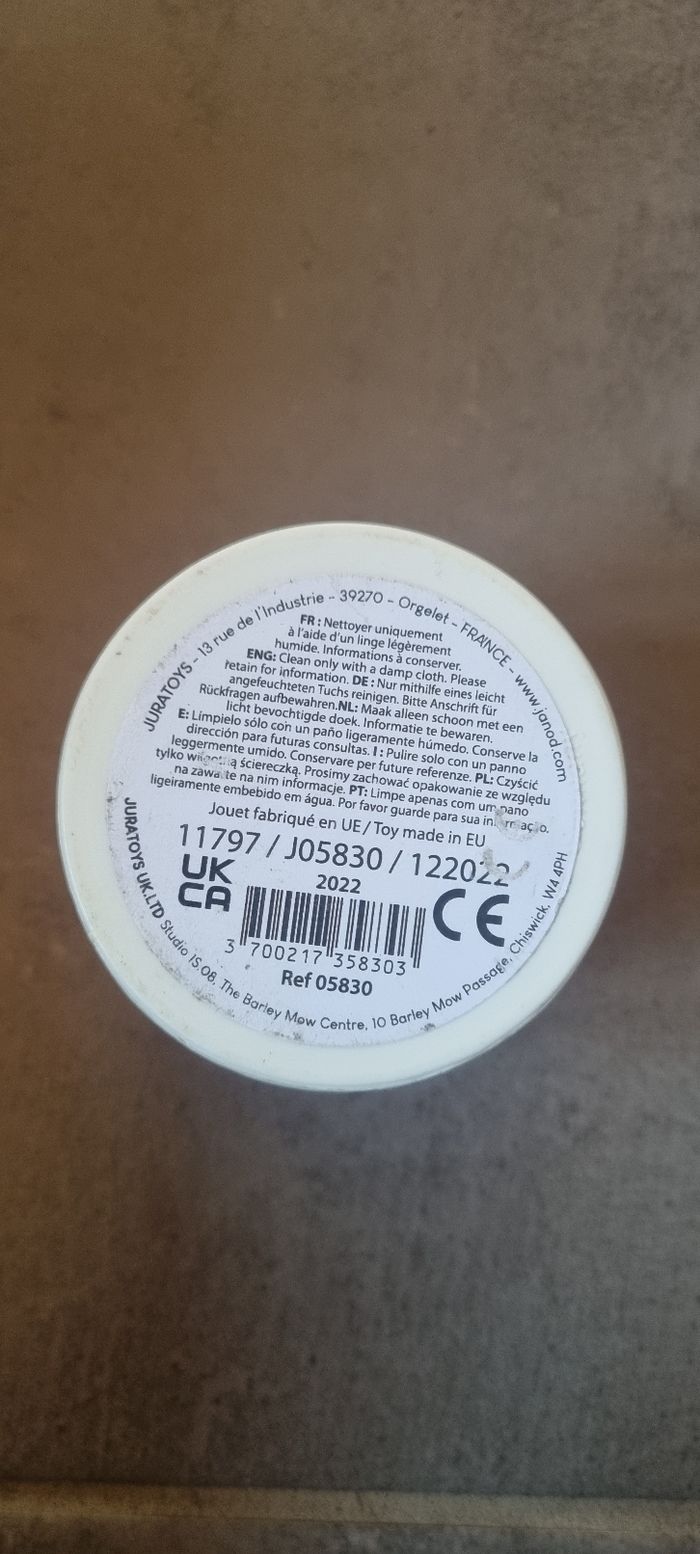 JURATOYS - 13 rue de l'Industrie - 39270 - Orgelet - FRANCE - www.janod.com
FR : Nettoyer uniquement
à l'aide d'un linge légèrement
humide. Informations à conserver.
ENG: Clean only with a damp cloth. Please
retain for information. DE : Nur mithilfe eines leicht
angefeuchteten Tuchs reinigen. Bitte Anschrift für
Rückfragen aufbewahren.NL: Maak alleen schoon met een
licht bevochtigde doek. Informatie te bewaren.
E: Límpielo sólo con un paño ligeramente húmedo. Conserve la
dirección para futuras consultas. I : Pulire solo con un panno
leggermente umido. Conservare per future referenze. PL: Czyścić
tylko ściereczką. Prosimy zachować opakowanie ze względu
na na nim informacje. PT: Limpe apenas com um pano
ligeiramente embebido em água. Por favor guarde para sua
Jouet fabriqué en UE / Toy made in EU
11797 / J05830 / 122022
UK
CA
2022
CE
3 700217 358303
Ref 05830
JURATOYS UK.LTD Studio IS.08, The Barley Mow Centre, 10 Barley Mow Passage, Chiswick, W4 4PH